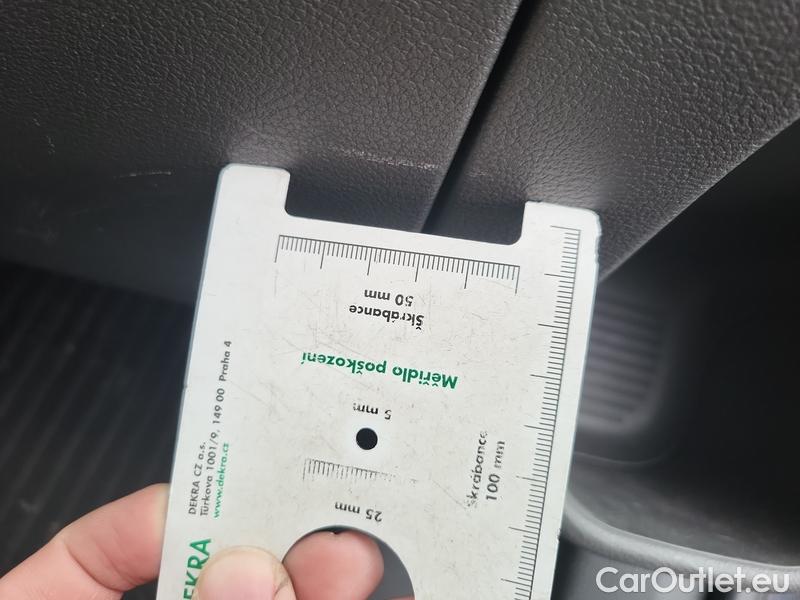 Škrábance
50 mm
Měřidlo poškození
5 mm
25 mm
Škrábance
100 mm
DEKRA CZ a.s.
Türkova 1001/9, 149 00 Praha 4
www.dekra.cz
EKRA
CarOutlet.eu